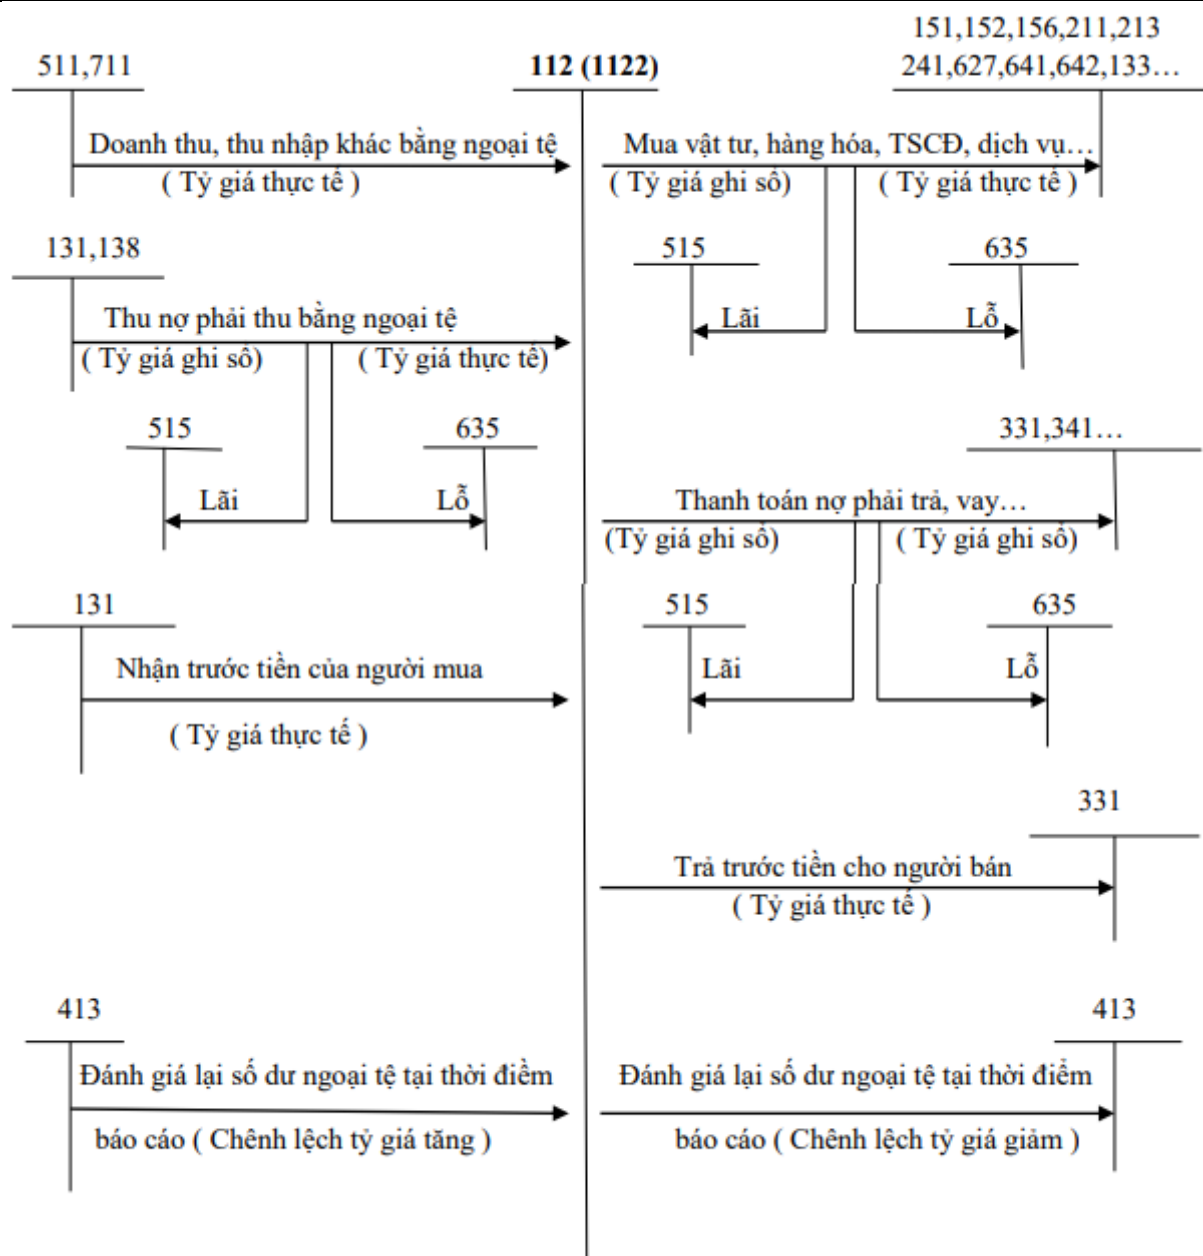 151,152,156,211,213
511,711
112 (1122)
241,627,641,642,133…
Doanh thu, thu nhập khác bằng ngoại tệ
( Tỷ giá thực tế )
Mua vật tư, hàng hóa, TSCĐ, dịch vụ…
( Tỷ giá ghi sổ)
( Tỷ giá thực tế )
131,138
515
635
Thu nợ phải thu bằng ngoại tệ
Lãi
Lỗ
( Tỷ giá ghi sổ)
( Tỷ giá thực tế)
515
635
331,341…
Lãi
Lỗ
Thanh toán nợ phải trả, vay…
(Tỷ giá ghi sổ)
( Tỷ giá ghi sổ)
131
515
635
Nhận trước tiền của người mua
Lãi
Lỗ
( Tỷ giá thực tế )
331
Trả trước tiền cho người bán
( Tỷ giá thực tế )
413
413
Đánh giá lại số dư ngoại tệ tại thời điểm
báo cáo ( Chênh lệch tỷ giá tăng )
Đánh giá lại số dư ngoại tệ tại thời điểm
báo cáo ( Chênh lệch tỷ giá giảm )